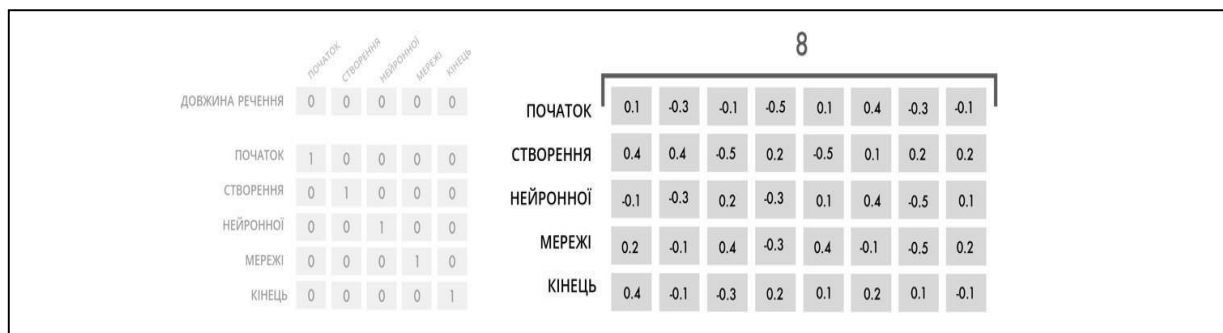 ПОЧАТОК СТВОРЕННЯ НЕЙРОННОЇ МЕРЕЖІ КІНЕЦЬ
ДОВЖИНА РЕЧЕННЯ 0 0 0 0 0
ПОЧАТОК 1 0 0 0 0
СТВОРЕННЯ 0 1 0 0 0
НЕЙРОННОЇ 0 0 1 0 0
МЕРЕЖІ 0 0 0 1 0
КІНЕЦЬ 0 0 0 0 1
8
ПОЧАТОК 0.1 -0.3 -0.1 -0.5 0.1 0.4 -0.3 -0.1
СТВОРЕННЯ 0.4 0.4 -0.5 0.2 -0.5 0.1 0.2 0.2
НЕЙРОННОЇ -0.1 -0.3 0.2 -0.3 0.1 0.4 -0.5 0.1
МЕРЕЖІ 0.2 -0.1 0.4 -0.3 0.4 -0.1 -0.5 0.2
КІНЕЦЬ 0.4 -0.1 -0.3 0.2 0.1 0.2 0.1 -0.1